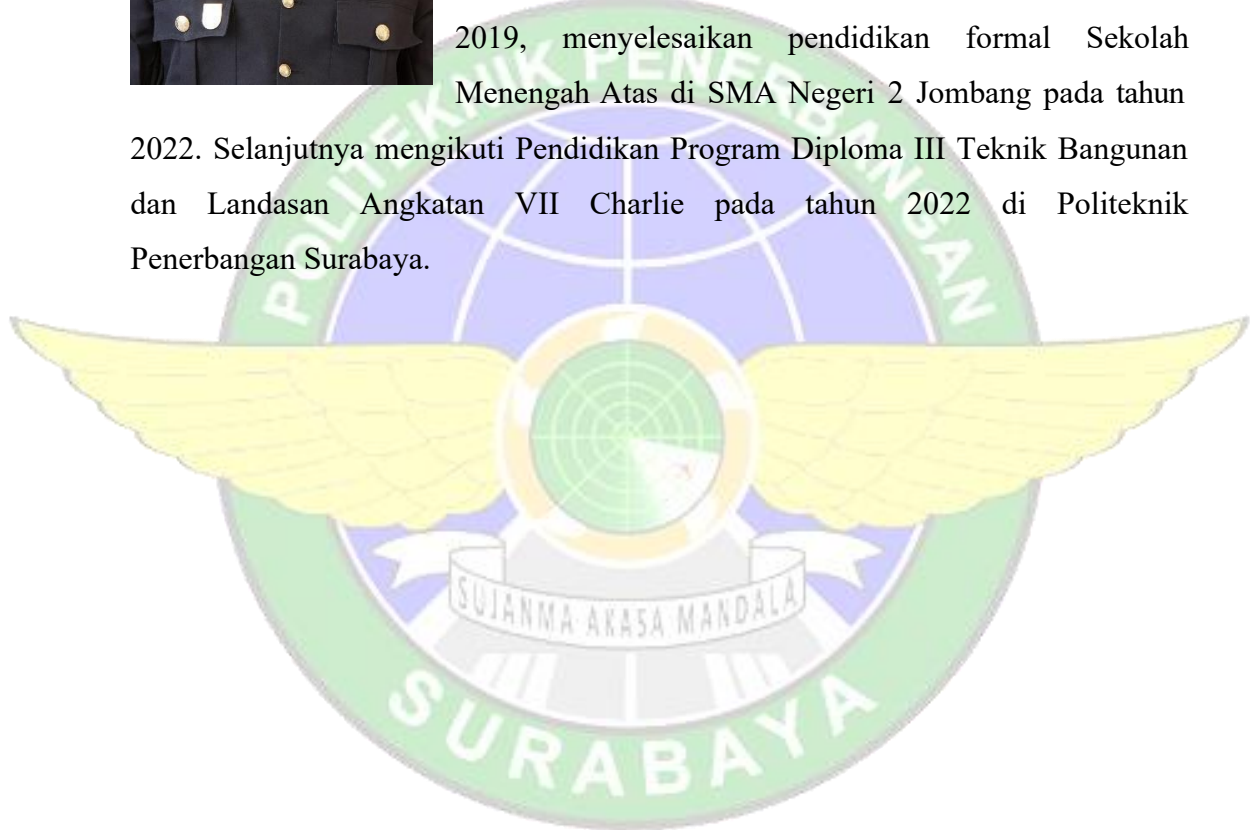 2019, menyelesaikan pendidikan formal Sekolah
Menengah Atas di SMA Negeri 2 Jombang pada tahun
2022. Selanjutnya mengikuti Pendidikan Program Diploma III Teknik Bangunan
dan Landasan Angkatan VII Charlie pada tahun 2022 di Politeknik
Penerbangan Surabaya.
POLITEKNIK PENERBANGAN
SUJANMA AKASA MANDALA
SURABAYA